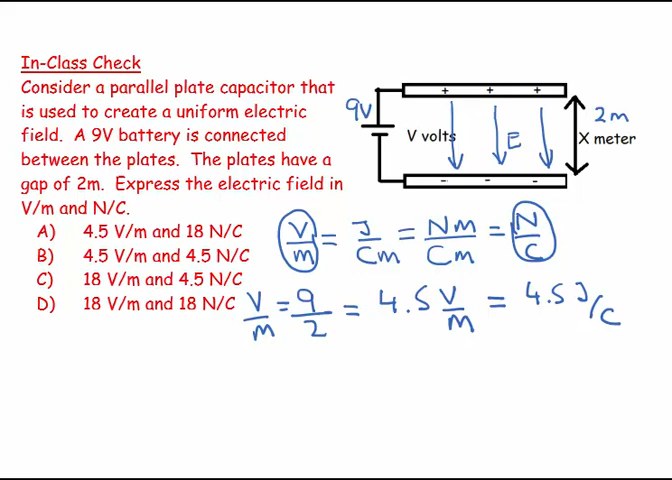 In-Class Check
Consider a parallel plate capacitor that
is used to create a uniform electric
field. A 9V battery is connected
between the plates. The plates have a
gap of 2m. Express the electric field in
V/m and N/C.
A) 4.5 V/m and 18 N/C
B) 4.5 V/m and 4.5 N/C
C) 18 V/m and 4.5 N/C
D) 18 V/m and 18 N/C
+ + +
9V
V volts
E
2m
X meter
- - -
V/m = J/Cm = Nm/Cm = N/C
V/m = 9/2 = 4.5 V/m = 4.5 J/C